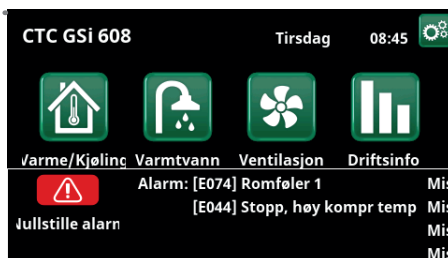 CTC GSi 608 Tirsdag 08:45
Varme/Kjøling Varmtvann Ventilasjon Driftsinfo
Alarm: [E074] Romføler 1
[E044] Stopp, høy kompr temp
Nullstille alarm